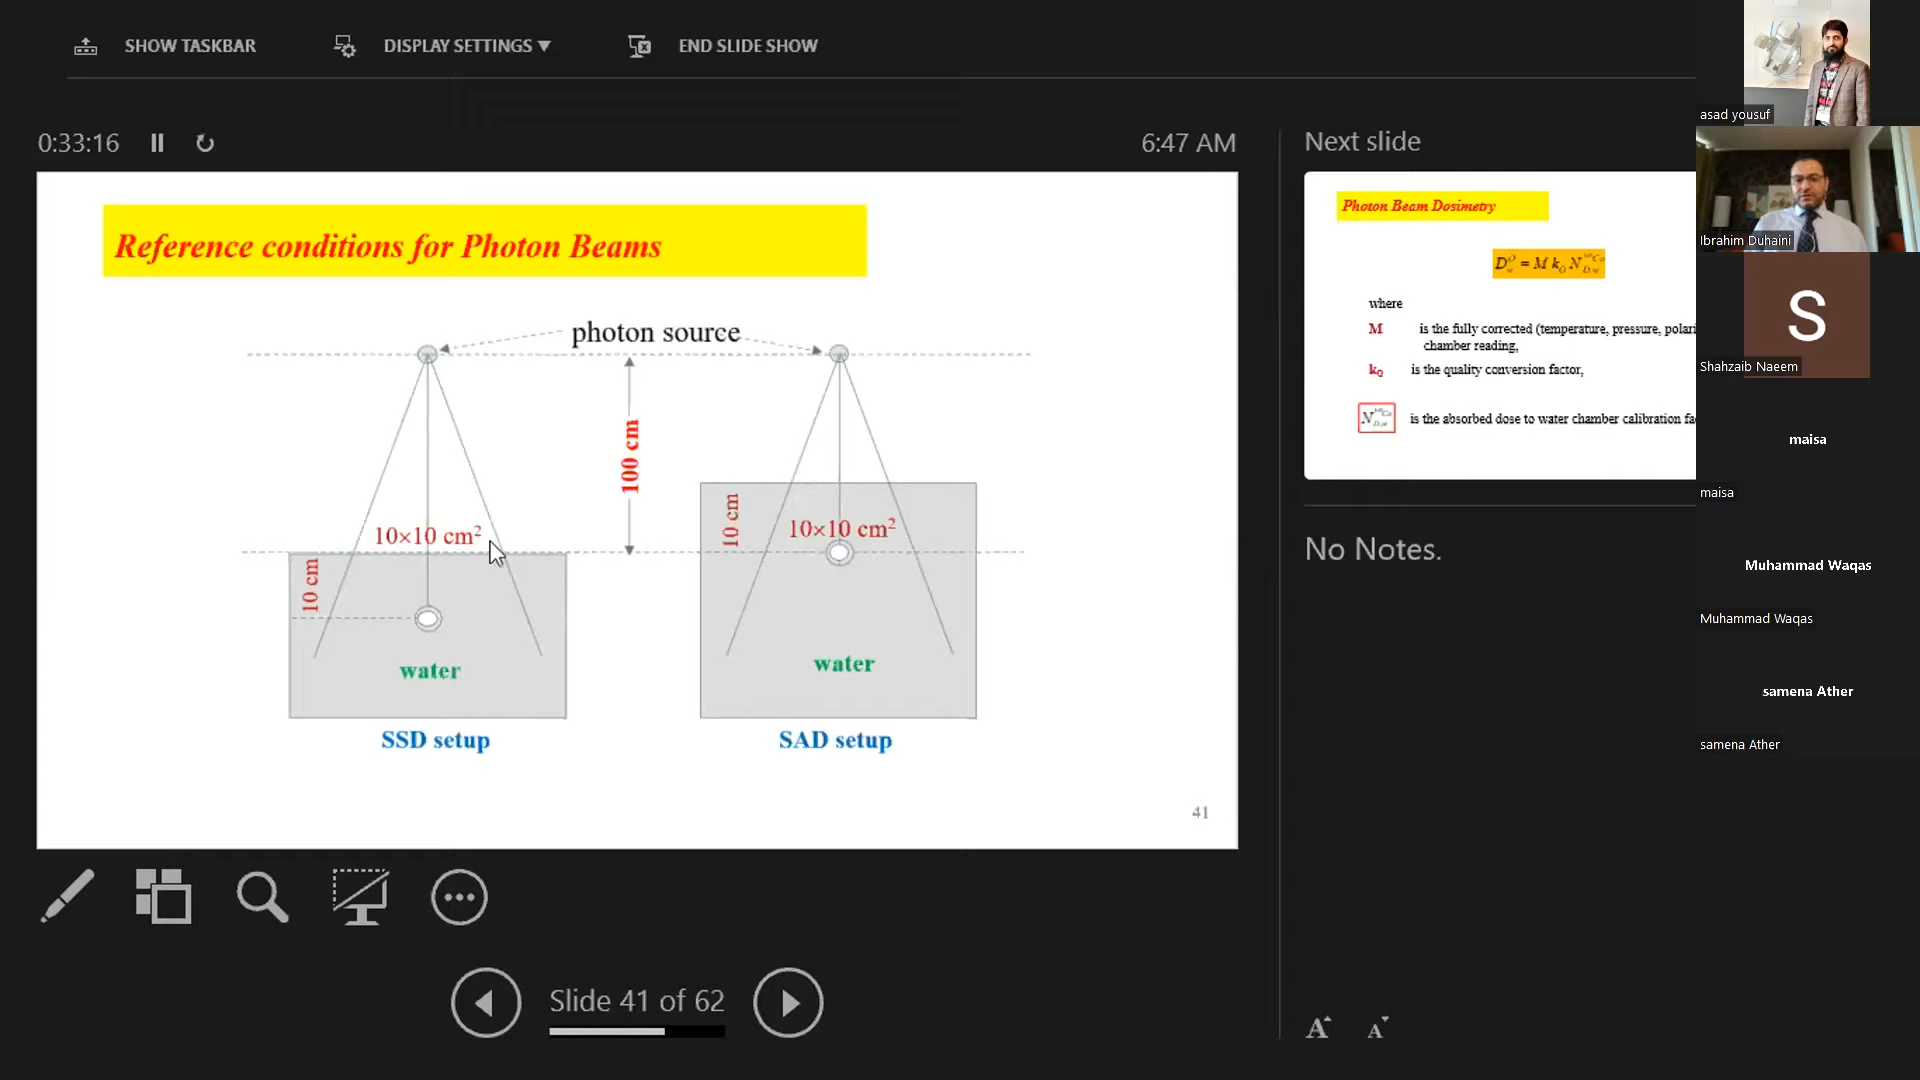 SHOW TASKBAR
DISPLAY SETTINGS ▼
END SLIDE SHOW
0:33:16
6:47 AM
Reference conditions for Photon Beams
photon source
100 cm
10×10 cm²
10 cm
water
SSD setup
10 cm
10×10 cm²
water
SAD setup
41
Slide 41 of 62
Next slide
Photon Beam Dosimetry
where
M is the fully corrected (temperature, pressure, polari
chamber reading,
kQ is the quality conversion factor,
is the absorbed dose to water chamber calibration fa
No Notes.
A A
asad yousuf
Ibrahim Duhaini
S
Shahzaib Naeem
maisa
maisa
Muhammad Waqas
Muhammad Waqas
samena Ather
samena Ather